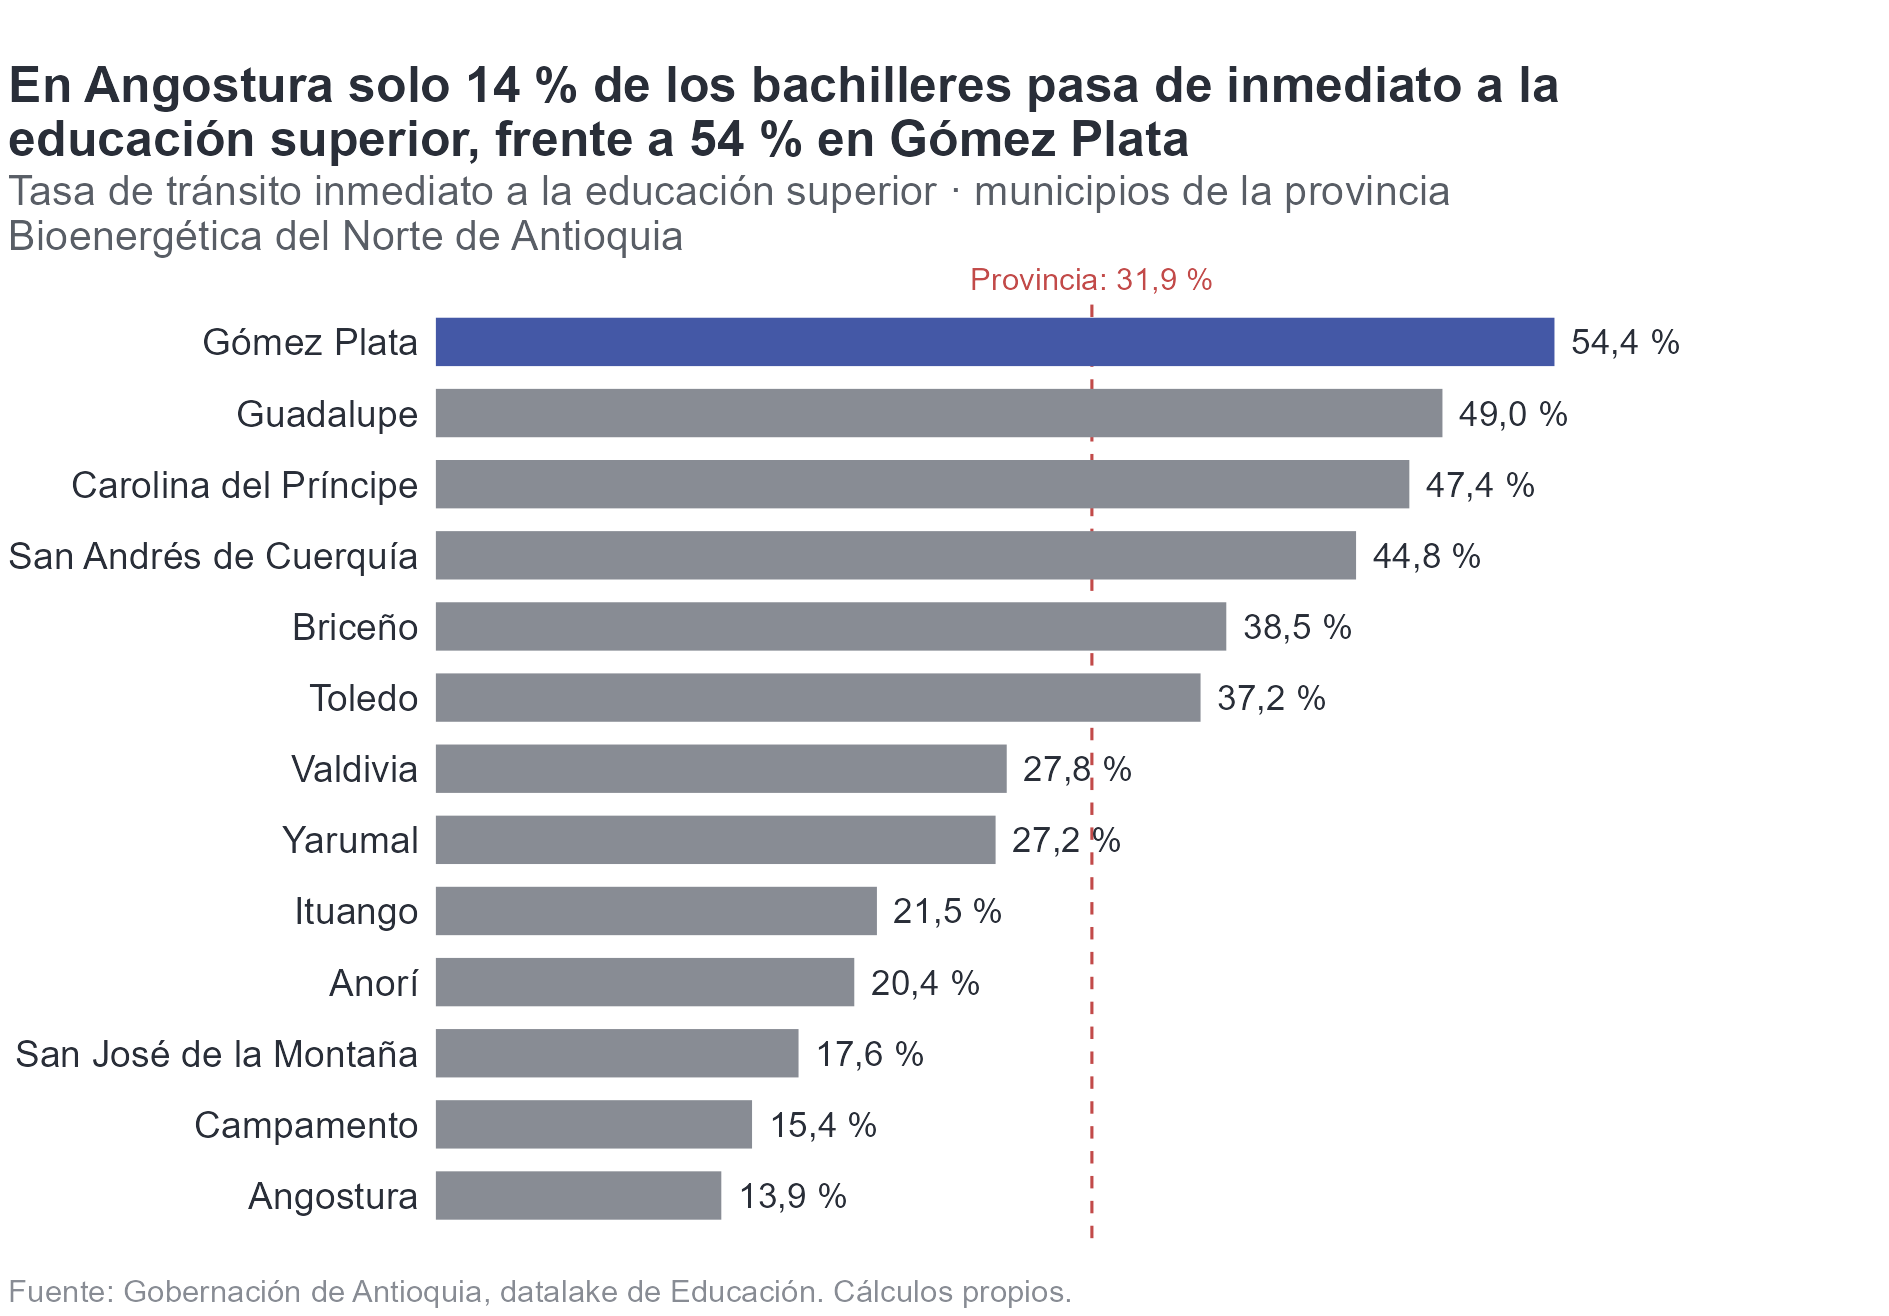 En Angostura solo 14 % de los bachilleres pasa de inmediato a la
educación superior, frente a 54 % en Gómez Plata
Tasa de tránsito inmediato a la educación superior · municipios de la provincia
Bioenergética del Norte de Antioquia
Provincia: 31,9 %
Gómez Plata 54,4 %
Guadalupe 49,0 %
Carolina del Príncipe 47,4 %
San Andrés de Cuerquía 44,8 %
Briceño 38,5 %
Toledo 37,2 %
Valdivia 27,8 %
Yarumal 27,2 %
Ituango 21,5 %
Anorí 20,4 %
San José de la Montaña 17,6 %
Campamento 15,4 %
Angostura 13,9 %
Fuente: Gobernación de Antioquia, datalake de Educación. Cálculos propios.